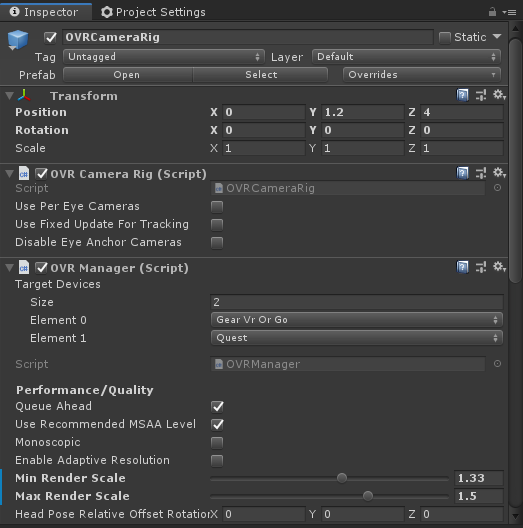 Inspector Project Settings
OVRCameraRig Static
Tag Untagged Layer Default
Prefab Open Select Overrides
Transform
Position X 0 Y 1.2 Z 4
Rotation X 0 Y 0 Z 0
Scale X 1 Y 1 Z 1
OVR Camera Rig (Script)
Script OVRCameraRig
Use Per Eye Cameras
Use Fixed Update For Tracking
Disable Eye Anchor Cameras
OVR Manager (Script)
Target Devices
Size 2
Element 0 Gear Vr Or Go
Element 1 Quest
Script OVRManager
Performance/Quality
Queue Ahead
Use Recommended MSAA Level
Monoscopic
Enable Adaptive Resolution
Min Render Scale 1.33
Max Render Scale 1.5
Head Pose Relative Offset Rotation X 0 Y 0 Z 0